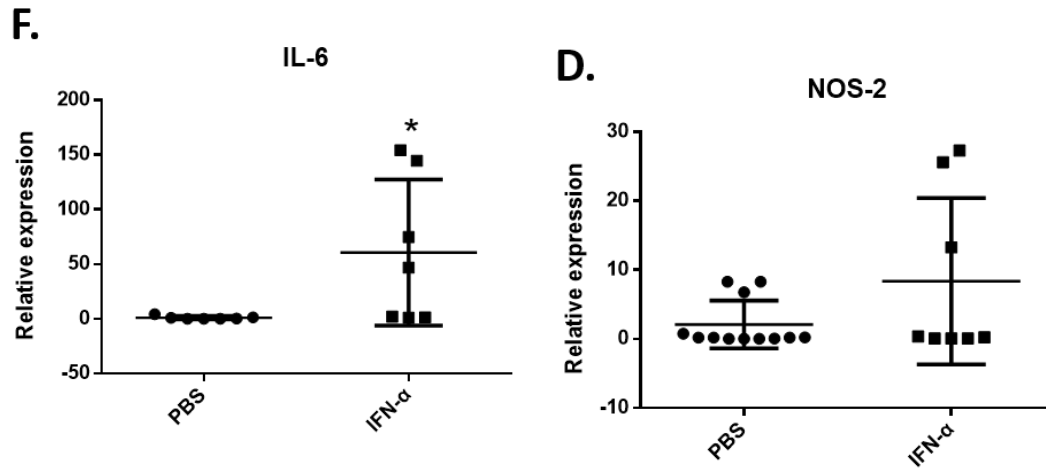 F.
IL-6
Relative expression
200
150
100
50
0
-50
*
PBS
IFN-α
D.
NOS-2
Relative expression
30
20
10
0
-10
PBS
IFN-α